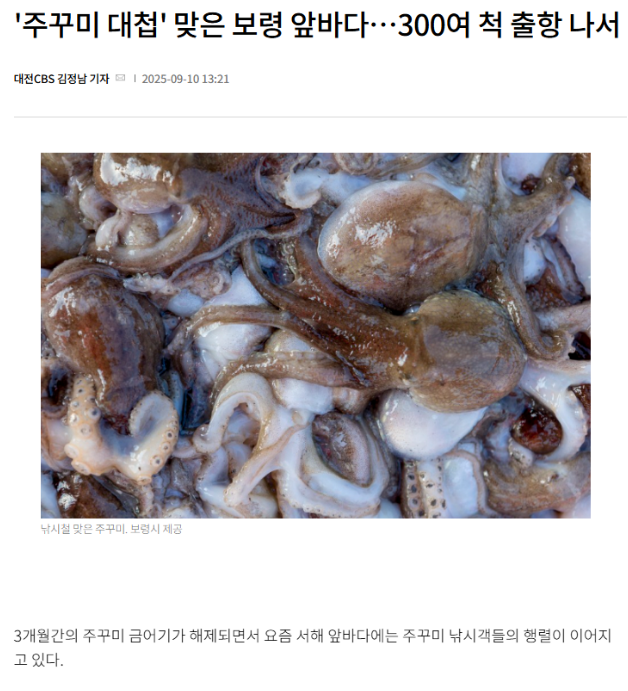 '주꾸미 대첩' 맞은 보령 앞바다…300여 척 출항 나서
대전CBS 김정남 기자 2025-09-10 13:21
낚시철 맞은 주꾸미. 보령시 제공
3개월간의 주꾸미 금어기가 해제되면서 요즘 서해 앞바다에는 주꾸미 낚시객들의 행렬이 이어지
고 있다.